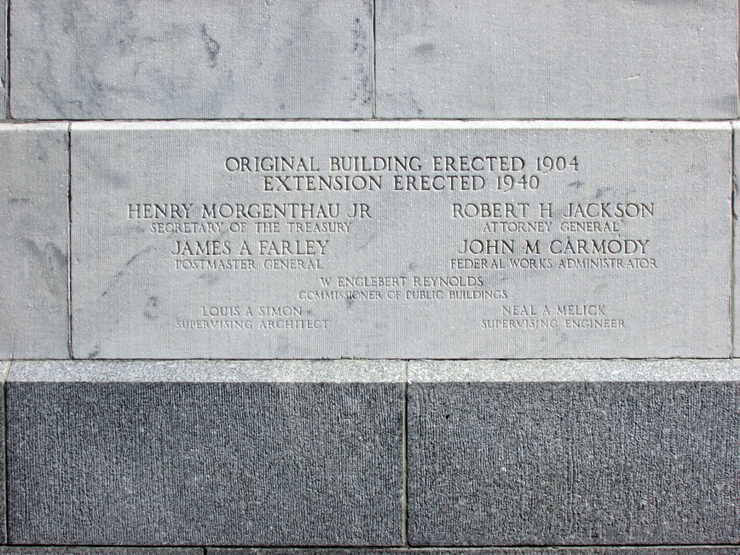 ORIGINAL BUILDING ERECTED 1904
EXTENSION ERECTED 1940
HENRY MORGENTHAU JR
SECRETARY OF THE TREASURY
JAMES A FARLEY
POSTMASTER GENERAL
ROBERT H JACKSON
ATTORNEY GENERAL
JOHN M CARMODY
FEDERAL WORKS ADMINISTRATOR
W ENGLEBERT REYNOLDS
COMMISSIONER OF PUBLIC BUILDINGS
LOUIS A SIMON
SUPERVISING ARCHITECT
NEAL A MELICK
SUPERVISING ENGINEER